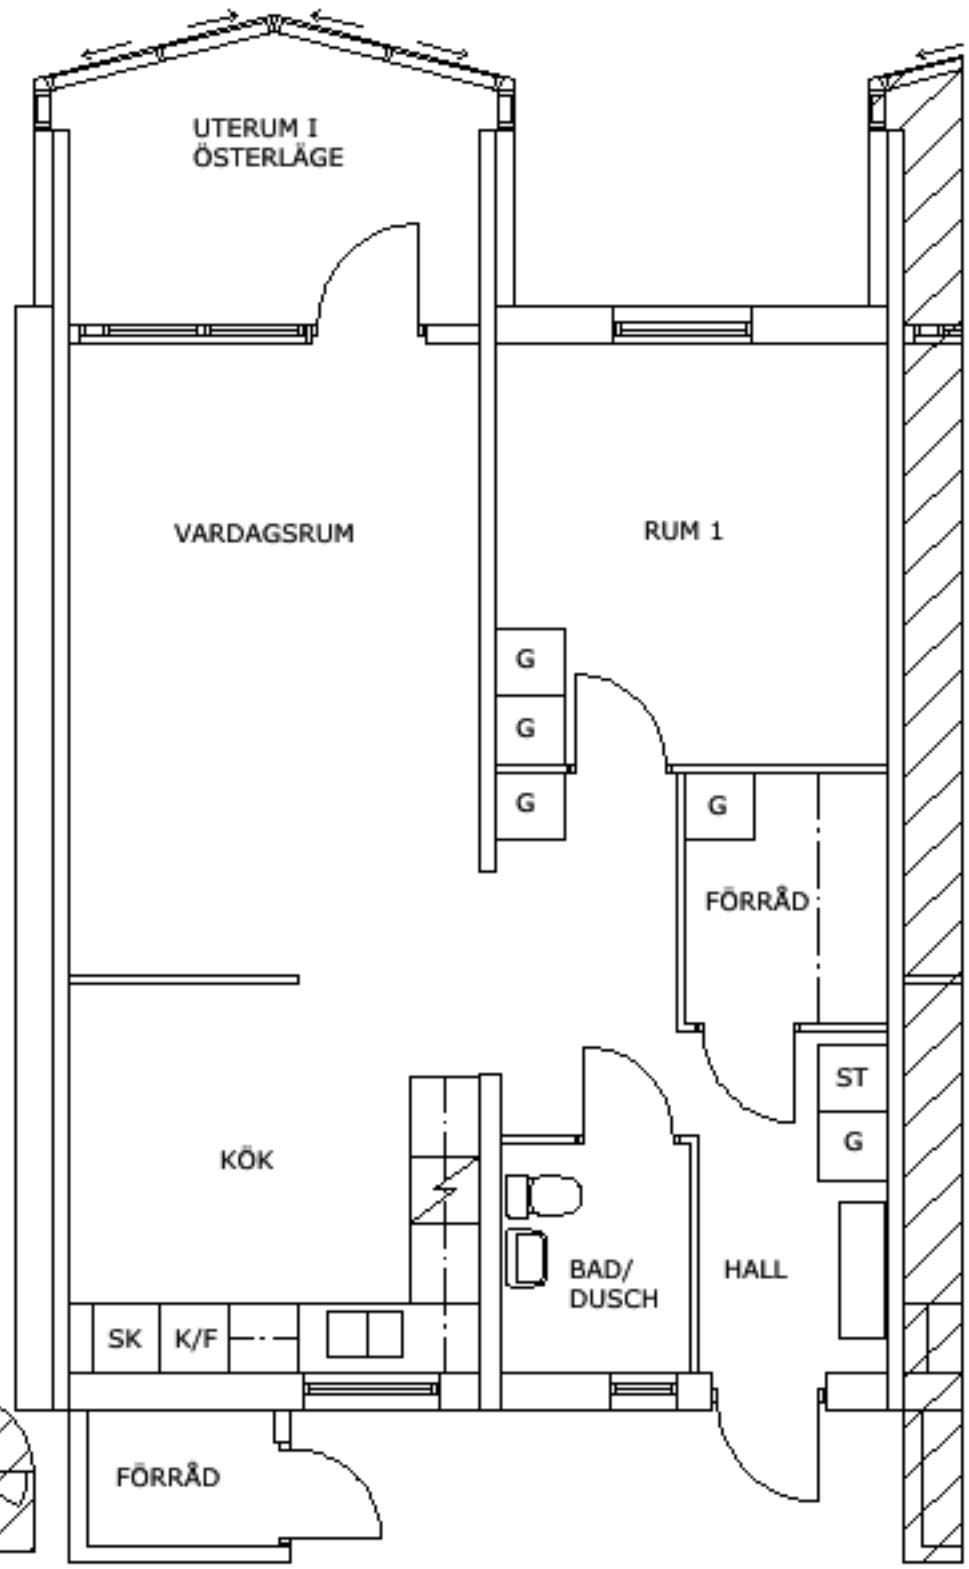 UTERUM I
ÖSTERLÄGE
VARDAGSRUM
RUM 1
G
G
G
G
FÖRRÅD
ST
G
KÖK
BAD/
DUSCH
HALL
SK
K/F
FÖRRÅD